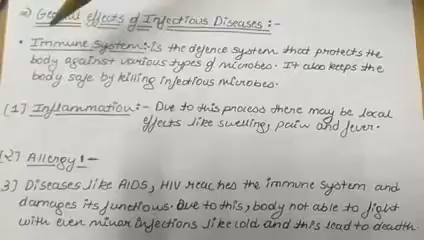 ⇒ General effects of Infectious Diseases :-
• Immune System:- is the defence system that protects the
body against various types of microbes. It also keeps the
body safe by killing infectious microbes.
(1] Inflammation:- Due to this process there may be local
effects like swelling, pain and fever.
(2] Allergy :-
3] Diseases like AIDS, HIV reaches the immune system and
damages its functions. Due to this, body not able to fight
with even minor infections like cold and this lead to deadth